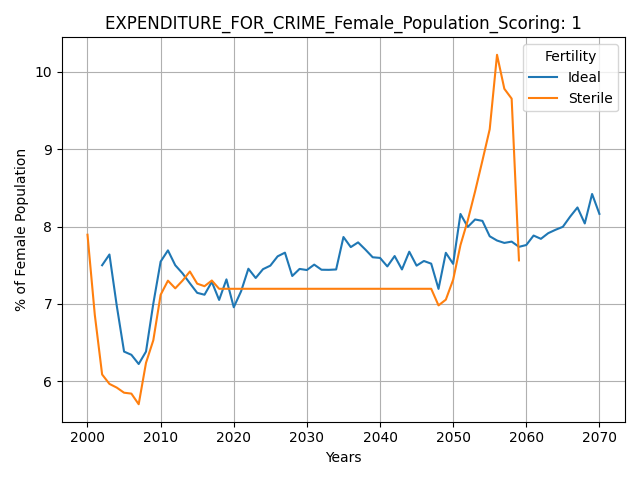 EXPENDITURE_FOR_CRIME_Female_Population_Scoring: 1
Fertility
Ideal
Sterile
% of Female Population
10
9
8
7
6
2000 2010 2020 2030 2040 2050 2060 2070
Years